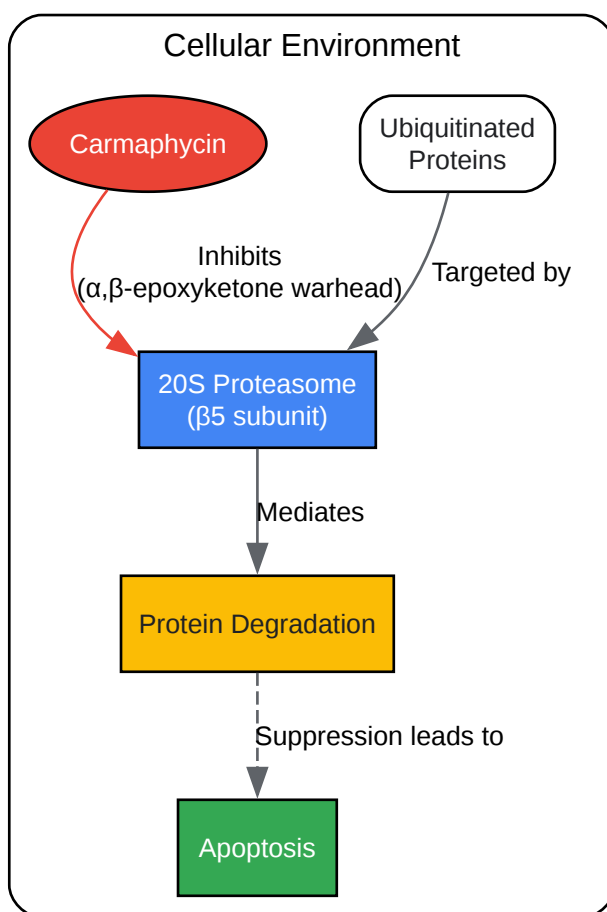 Cellular Environment
Carmaphycin
Ubiquitinated
Proteins
Inhibits
(α,β-epoxyketone warhead)
Targeted by
20S Proteasome
(β5 subunit)
Mediates
Protein Degradation
Suppression leads to
Apoptosis